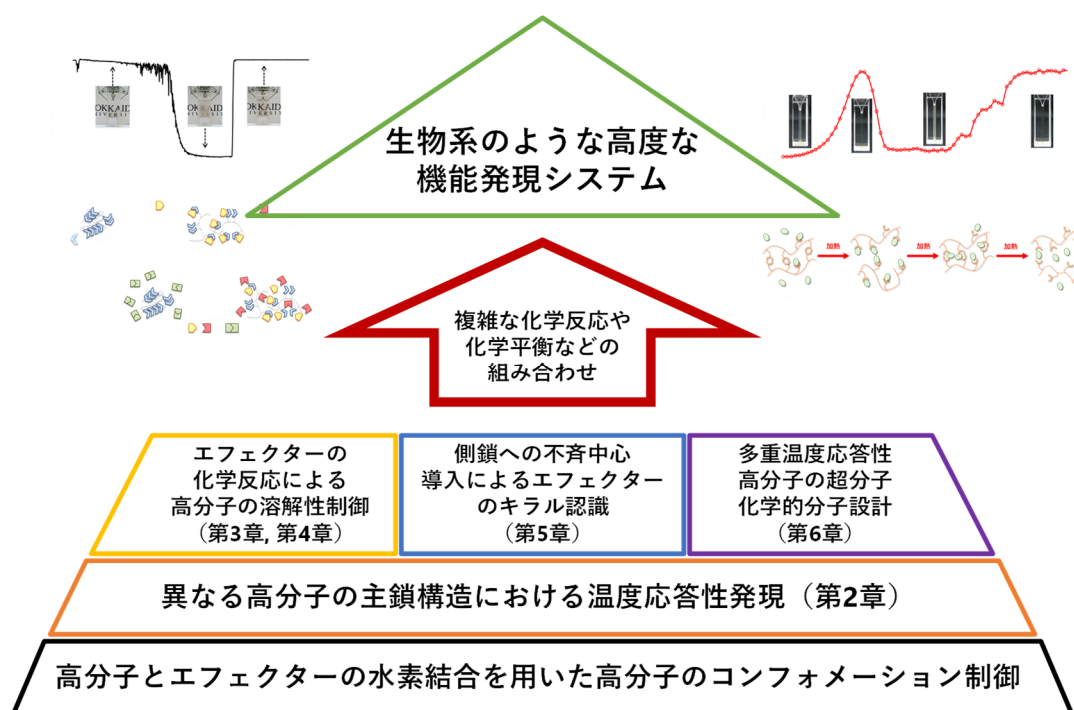 OKKAID
IVERSIT
OKKAID
IVERSIT
OKKAID
IVERSIT
生物系のような高度な
機能発現システム
加熱
加熱
加熱
複雑な化学反応や
化学平衡などの
組み合わせ
エフェクターの
化学反応による
高分子の溶解性制御
（第3章, 第4章）
側鎖への不斉中心
導入によるエフェクター
のキラル認識
（第5章）
多重温度応答性
高分子の超分子
化学的分子設計
（第6章）
異なる高分子の主鎖構造における温度応答性発現（第2章）
高分子とエフェクターの水素結合を用いた高分子のコンフォメーション制御